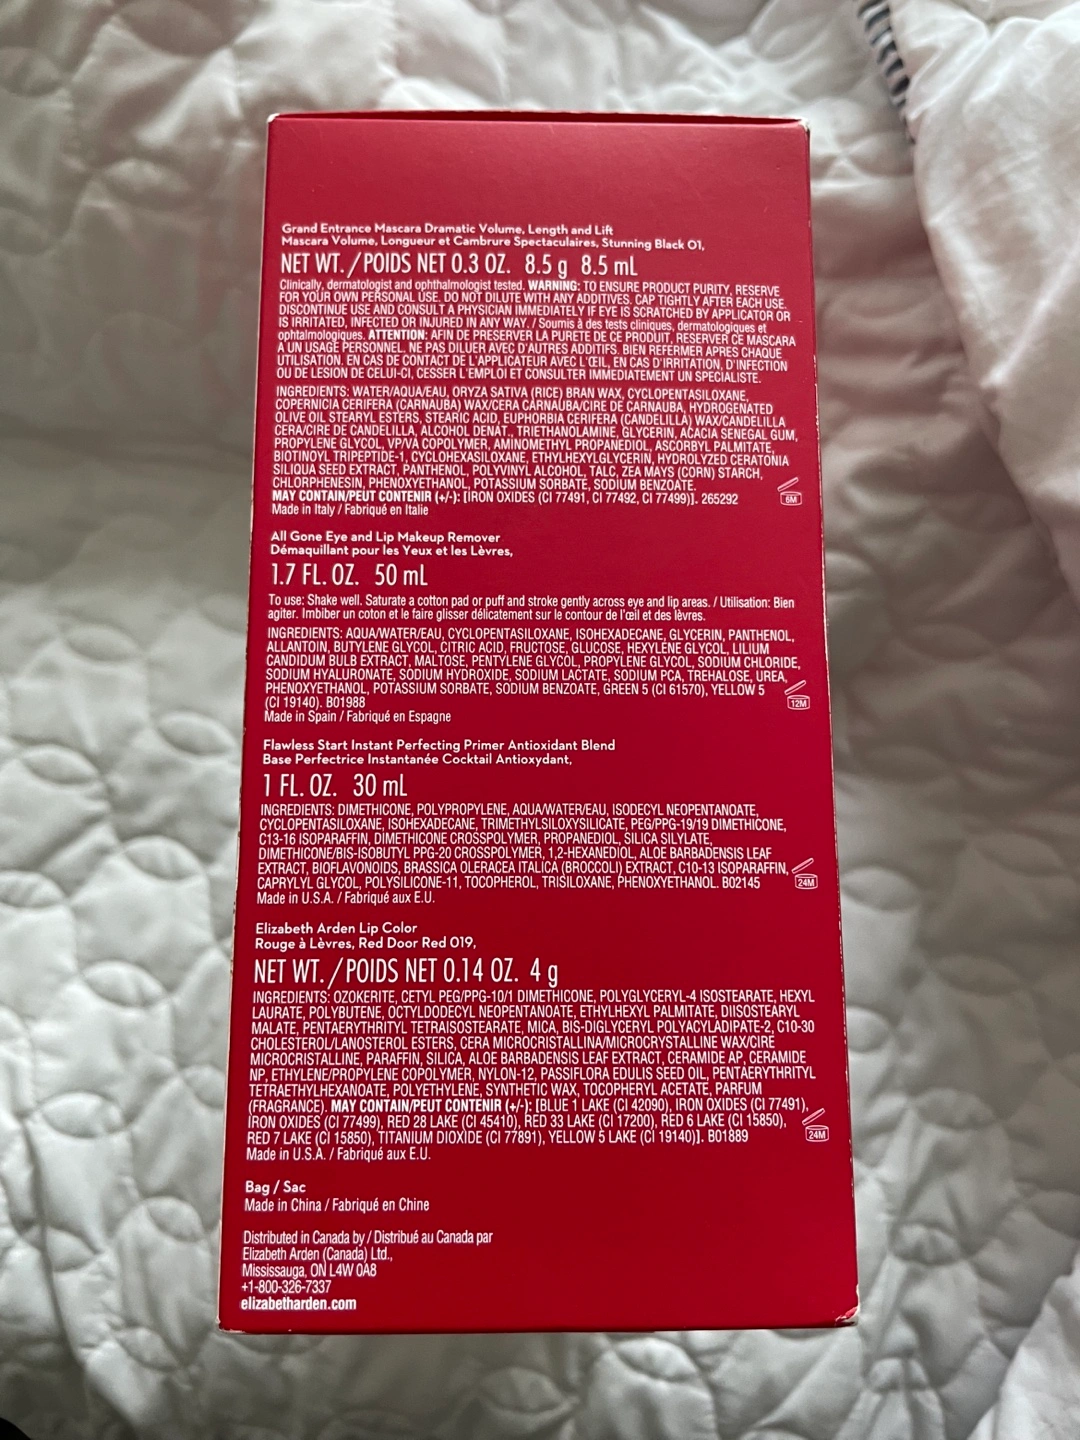 Grand Entrance Mascara Dramatic Volume, Length and Lift
Mascara Volume, Longueur et Cambrure Spectaculaires, Stunning Black 01,
NET WT. / POIDS NET 0.3 OZ. 8.5 g 8.5 mL
Clinically, dermatologist and ophthalmologist tested. WARNING: TO ENSURE PRODUCT PURITY, RESERVE
FOR YOUR OWN PERSONAL USE. DO NOT DILUTE WITH ANY ADDITIVES. CAP TIGHTLY AFTER EACH USE.
DISCONTINUE USE AND CONSULT A PHYSICIAN IMMEDIATELY IF EYE IS SCRATCHED BY APPLICATOR OR
IS IRRITATED, INFECTED OR INJURED IN ANY WAY. / Soumis à des tests cliniques, dermatologiques et
ophtalmologiques. ATTENTION: AFIN DE PRESERVER LA PURETE DE CE PRODUIT, RESERVER CE MASCARA
A UN USAGE PERSONNEL. NE PAS DILUER AVEC D'AUTRES ADDITIFS. BIEN REFERMER APRES CHAQUE
UTILISATION. EN CAS DE CONTACT DE L'APPLICATEUR AVEC L'ŒIL, EN CAS D'IRRITATION, D'INFECTION
OU DE LESION DE CELUI-CI, CESSER L'EMPLOI ET CONSULTER IMMEDIATEMENT UN SPECIALISTE.
INGREDIENTS: WATER/AQUA/EAU, ORYZA SATIVA (RICE) BRAN WAX, CYCLOPENTASILOXANE,
COPERNICIA CERIFERA (CARNAUBA) WAX/CERA CARNAUBA/CIRE DE CARNAUBA, HYDROGENATED
OLIVE OIL STEARYL ESTERS, STEARIC ACID, EUPHORBIA CERIFERA (CANDELILLA) WAX/CANDELILLA
CERA/CIRE DE CANDELILLA, ALCOHOL DENAT., TRIETHANOLAMINE, GLYCERIN, ACACIA SENEGAL GUM,
PROPYLENE GLYCOL, VP/VA COPOLYMER, AMINOMETHYL PROPANEDIOL, ASCORBYL PALMITATE,
BIOTINOYL TRIPEPTIDE-1, CYCLOHEXASILOXANE, ETHYLHEXYLGLYCERIN, HYDROLYZED CERATONIA
SILIQUA SEED EXTRACT, PANTHENOL, POLYVINYL ALCOHOL, TALC, ZEA MAYS (CORN) STARCH,
CHLORPHENESIN, PHENOXYETHANOL, POTASSIUM SORBATE, SODIUM BENZOATE.
MAY CONTAIN/PEUT CONTENIR (+/-): [IRON OXIDES (CI 77491, CI 77492, CI 77499)]. 265292
6M
Made in Italy / Fabriqué en Italie
All Gone Eye and Lip Makeup Remover
Démaquillant pour les Yeux et les Lèvres,
1.7 FL. OZ. 50 mL
To use: Shake well. Saturate a cotton pad or puff and stroke gently across eye and lip areas. / Utilisation: Bien
agiter. Imbiber un coton et le faire glisser délicatement sur le contour de l'œil et des lèvres.
INGREDIENTS: AQUA/WATER/EAU, CYCLOPENTASILOXANE, ISOHEXADECANE, GLYCERIN, PANTHENOL,
ALLANTOIN, BUTYLENE GLYCOL, CITRIC ACID, FRUCTOSE, GLUCOSE, HEXYLENE GLYCOL, LILIUM
CANDIDUM BULB EXTRACT, MALTOSE, PENTYLENE GLYCOL, PROPYLENE GLYCOL, SODIUM CHLORIDE,
SODIUM HYALURONATE, SODIUM HYDROXIDE, SODIUM LACTATE, SODIUM PCA, TREHALOSE, UREA,
PHENOXYETHANOL, POTASSIUM SORBATE, SODIUM BENZOATE, GREEN 5 (CI 61570), YELLOW 5
(CI 19140). B01988
12M
Made in Spain / Fabriqué en Espagne
Flawless Start Instant Perfecting Primer Antioxidant Blend
Base Perfectrice Instantanée Cocktail Antioxydant,
1 FL. OZ. 30 mL
INGREDIENTS: DIMETHICONE, POLYPROPYLENE, AQUA/WATER/EAU, ISODECYL NEOPENTANOATE,
CYCLOPENTASILOXANE, ISOHEXADECANE, TRIMETHYLSILOXYSILICATE, PEG/PPG-19/19 DIMETHICONE,
C13-16 ISOPARAFFIN, DIMETHICONE CROSSPOLYMER, PROPANEDIOL, SILICA SILYLATE,
DIMETHICONE/BIS-ISOBUTYL PPG-20 CROSSPOLYMER, 1,2-HEXANEDIOL, ALOE BARBADENSIS LEAF
EXTRACT, BIOFLAVONOIDS, BRASSICA OLERACEA ITALICA (BROCCOLI) EXTRACT, C10-13 ISOPARAFFIN,
CAPRYLYL GLYCOL, POLYSILICONE-11, TOCOPHEROL, TRISILOXANE, PHENOXYETHANOL. B02145
24M
Made in U.S.A. / Fabriqué aux E.U.
Elizabeth Arden Lip Color
Rouge à Lèvres, Red Door Red 019,
NET WT. / POIDS NET 0.14 OZ. 4 g
INGREDIENTS: OZOKERITE, CETYL PEG/PPG-10/1 DIMETHICONE, POLYGLYCERYL-4 ISOSTEARATE, HEXYL
LAURATE, POLYBUTENE, OCTYLDODECYL NEOPENTANOATE, ETHYLHEXYL PALMITATE, DIISOSTEARYL
MALATE, PENTAERYTHRITYL TETRAISOSTEARATE, MICA, BIS-DIGLYCERYL POLYACYLADIPATE-2, C10-30
CHOLESTEROL/LANOSTEROL ESTERS, CERA MICROCRISTALLINA/MICROCRYSTALLINE WAX/CIRE
MICROCRISTALLINE, PARAFFIN, SILICA, ALOE BARBADENSIS LEAF EXTRACT, CERAMIDE AP, CERAMIDE
NP, ETHYLENE/PROPYLENE COPOLYMER, NYLON-12, PASSIFLORA EDULIS SEED OIL, PENTAERYTHRITYL
TETRAETHYLHEXANOATE, POLYETHYLENE, SYNTHETIC WAX, TOCOPHERYL ACETATE, PARFUM
(FRAGRANCE). MAY CONTAIN/PEUT CONTENIR (+/-): [BLUE 1 LAKE (CI 42090), IRON OXIDES (CI 77491),
IRON OXIDES (CI 77499), RED 28 LAKE (CI 45410), RED 33 LAKE (CI 17200), RED 6 LAKE (CI 15850),
RED 7 LAKE (CI 15850), TITANIUM DIOXIDE (CI 77891), YELLOW 5 LAKE (CI 19140)]. B01889
24M
Made in U.S.A. / Fabriqué aux E.U.
Bag / Sac
Made in China / Fabriqué en Chine
Distributed in Canada by / Distribué au Canada par
Elizabeth Arden (Canada) Ltd.,
Mississauga, ON L4W 0A8
+1-800-326-7337
elizabetharden.com